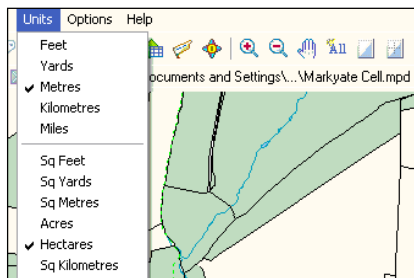 Units Options Help
Feet
Yards
Metres
Kilometres
Miles
Sq Feet
Sq Yards
Sq Metres
Acres
Hectares
Sq Kilometres
All
ocuments and Settings\...\Markyate Cell.mpd